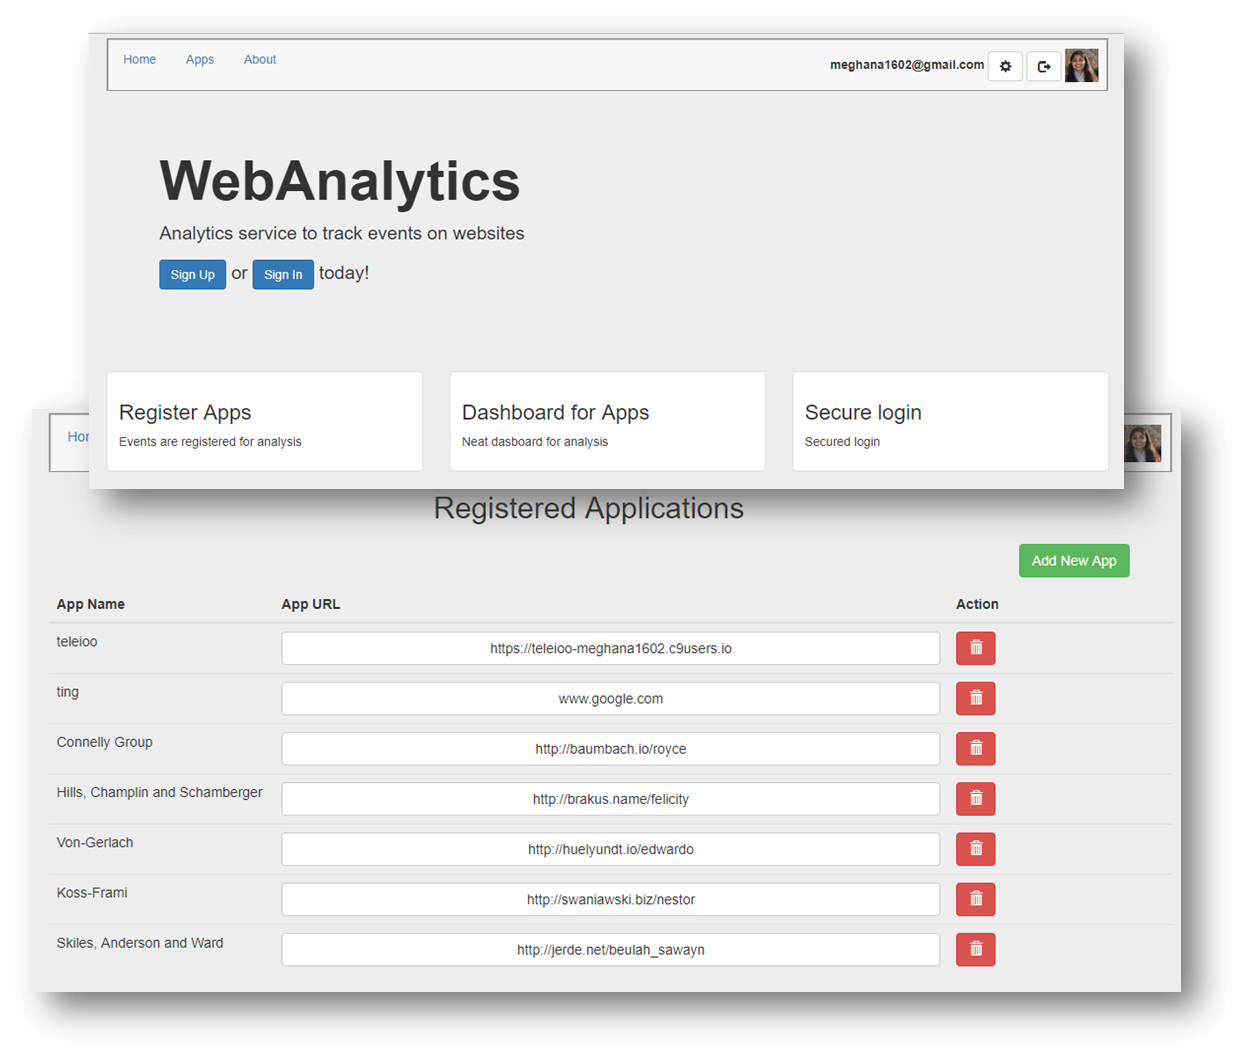 Home Apps About meghana1602@gmail.com
WebAnalytics
Analytics service to track events on websites
Sign Up or Sign In today!
Register Apps Dashboard for Apps Secure login
Events are registered for analysis Neat dasboard for analysis Secured login
Registered Applications
Add New App
App Name App URL Action
teleioo https://teleioo-meghana1602.c9users.io
ting www.google.com
Connelly Group http://baumbach.io/royce
Hills, Champlin and Schamberger http://brakus.name/felicity
Von-Gerlach http://huelyundt.io/edwardo
Koss-Frami http://swaniawski.biz/nestor
Skiles, Anderson and Ward http://jerde.net/beulah_sawayn